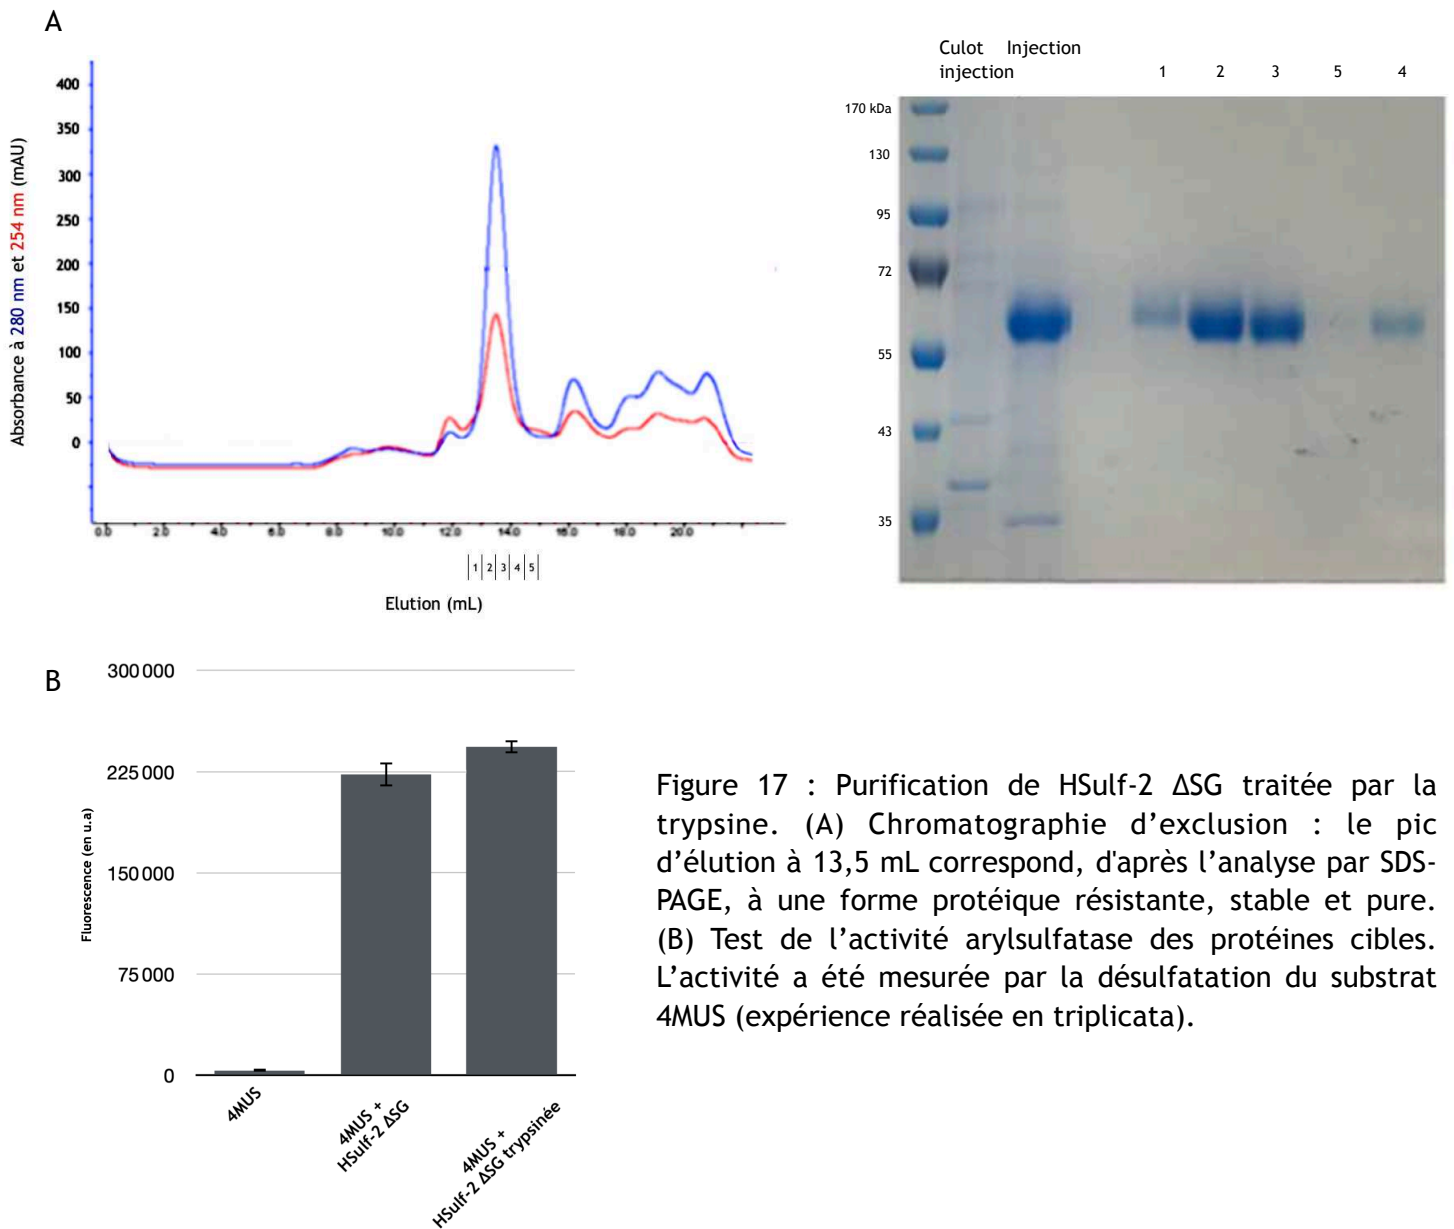 A
Absorbance à 280 nm et 254 nm (mAU)
400
350
300
250
200
150
100
50
0
0.0 2.0 4.0 6.0 8.0 10.0 12.0 14.0 16.0 18.0 20.0
1 2 3 4 5
Elution (mL)
Culot Injection
injection
1 2 3 5 4
170 kDa
130
95
72
55
43
35
B
Fluorescence (en u.a)
300 000
225 000
150 000
75 000
0
4MUS
4MUS +
HSulf-2 ΔSG
4MUS +
HSulf-2 ΔSG trypsinée
Figure 17 : Purification de HSulf-2 ΔSG traitée par la
trypsine. (A) Chromatographie d’exclusion : le pic
d’élution à 13,5 mL correspond, d'après l’analyse par SDS-
PAGE, à une forme protéique résistante, stable et pure.
(B) Test de l’activité arylsulfatase des protéines cibles.
L’activité a été mesurée par la désulfatation du substrat
4MUS (expérience réalisée en triplicata).